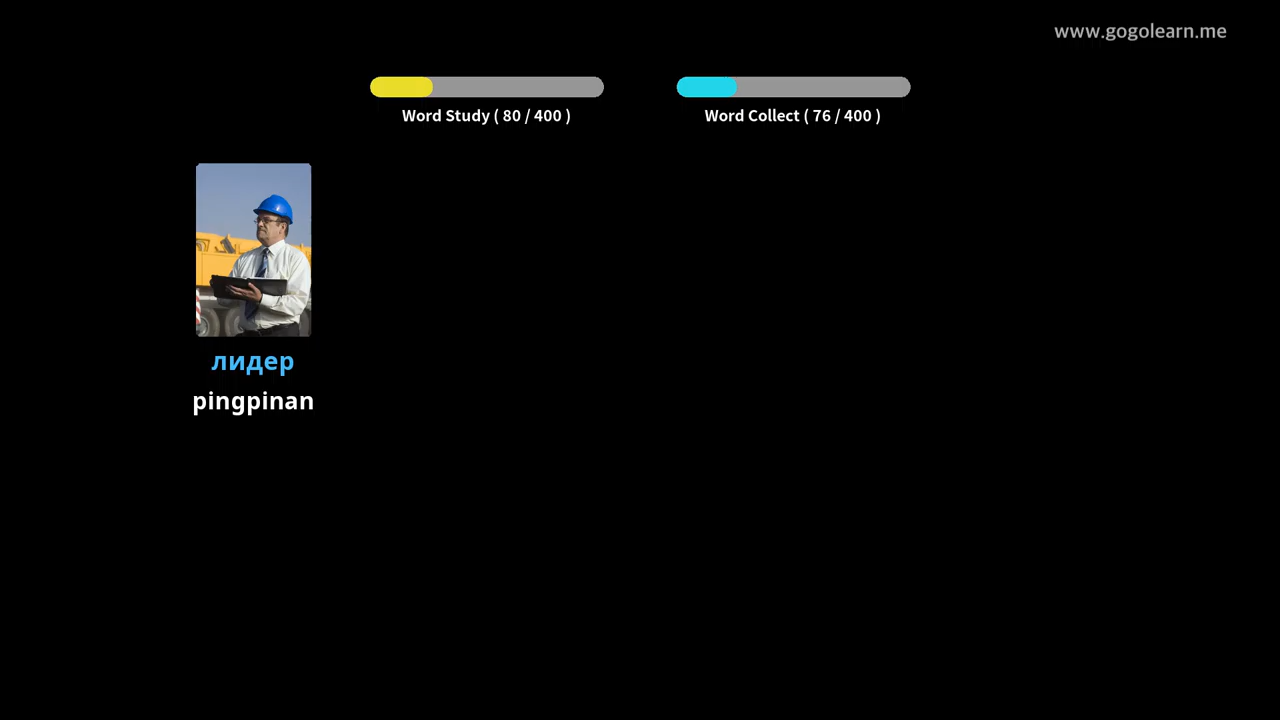 www.gogolearn.me
Word Study ( 80 / 400 )
Word Collect ( 76 / 400 )
лидер
pingpinan